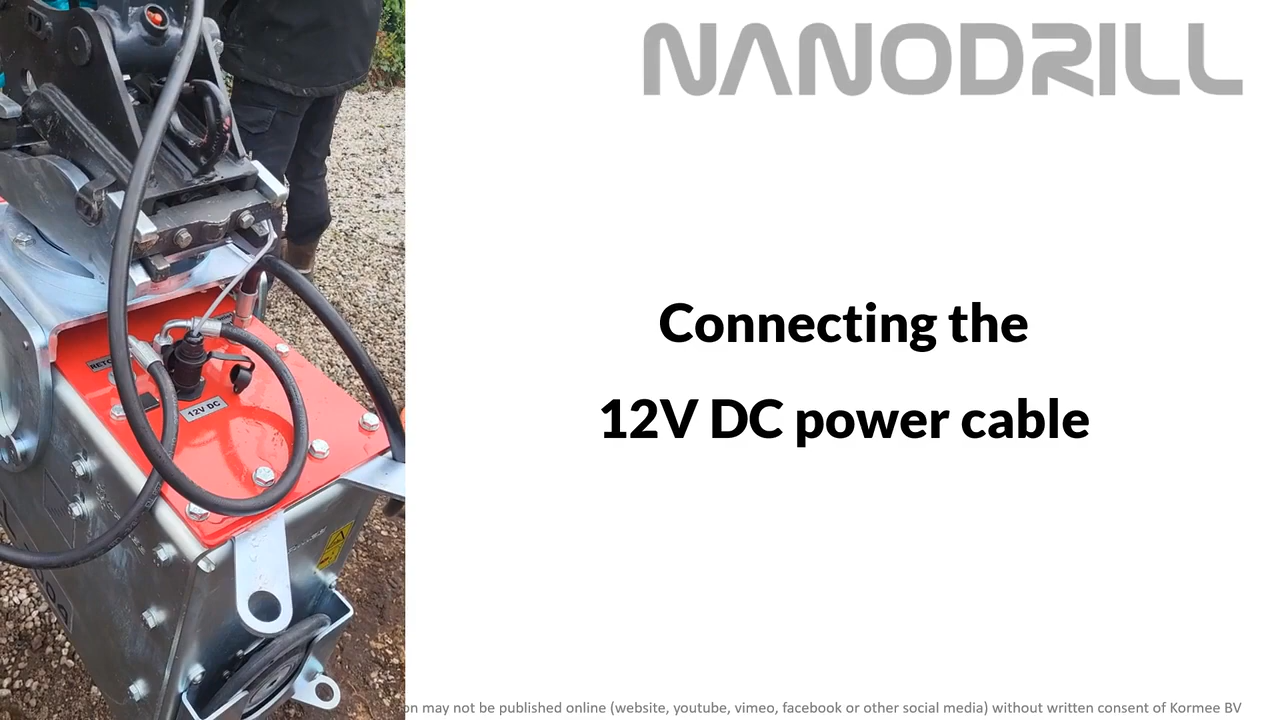 NANODRILL
Connecting the
12V DC power cable
12V DC
on may not be published online (website, youtube, vimeo, facebook or other social media) without written consent of Kormee BV